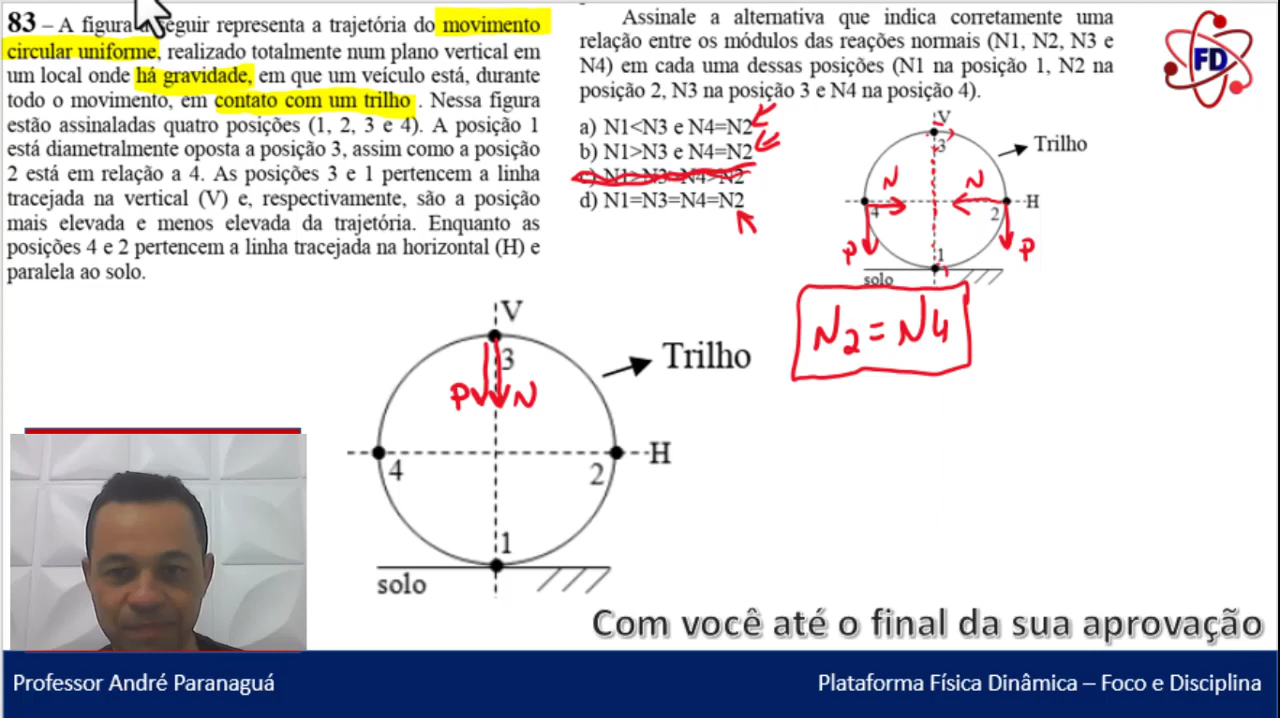 83 – A figura a seguir representa a trajetória do movimento
circular uniforme, realizado totalmente num plano vertical em
um local onde há gravidade, em que um veículo está, durante
todo o movimento, em contato com um trilho . Nessa figura
estão assinaladas quatro posições (1, 2, 3 e 4). A posição 1
está diametralmente oposta a posição 3, assim como a posição
2 está em relação a 4. As posições 3 e 1 pertencem a linha
tracejada na vertical (V) e, respectivamente, são a posição
mais elevada e menos elevada da trajetória. Enquanto as
posições 4 e 2 pertencem a linha tracejada na horizontal (H) e
paralela ao solo.
Assinale a alternativa que indica corretamente uma
relação entre os módulos das reações normais (N1, N2, N3 e
N4) em cada uma dessas posições (N1 na posição 1, N2 na
posição 2, N3 na posição 3 e N4 na posição 4).
a) N1<N3 e N4=N2
b) N1>N3 e N4=N2
c) N1>N3=N4>N2
d) N1=N3=N4=N2
FD
V
3
Trilho
N
N
4
2
H
P
P
1
solo
N2 = N4
V
3
P
N
Trilho
4
2
H
1
solo
Com você até o final da sua aprovação
Professor André Paranaguá
Plataforma Física Dinâmica – Foco e Disciplina